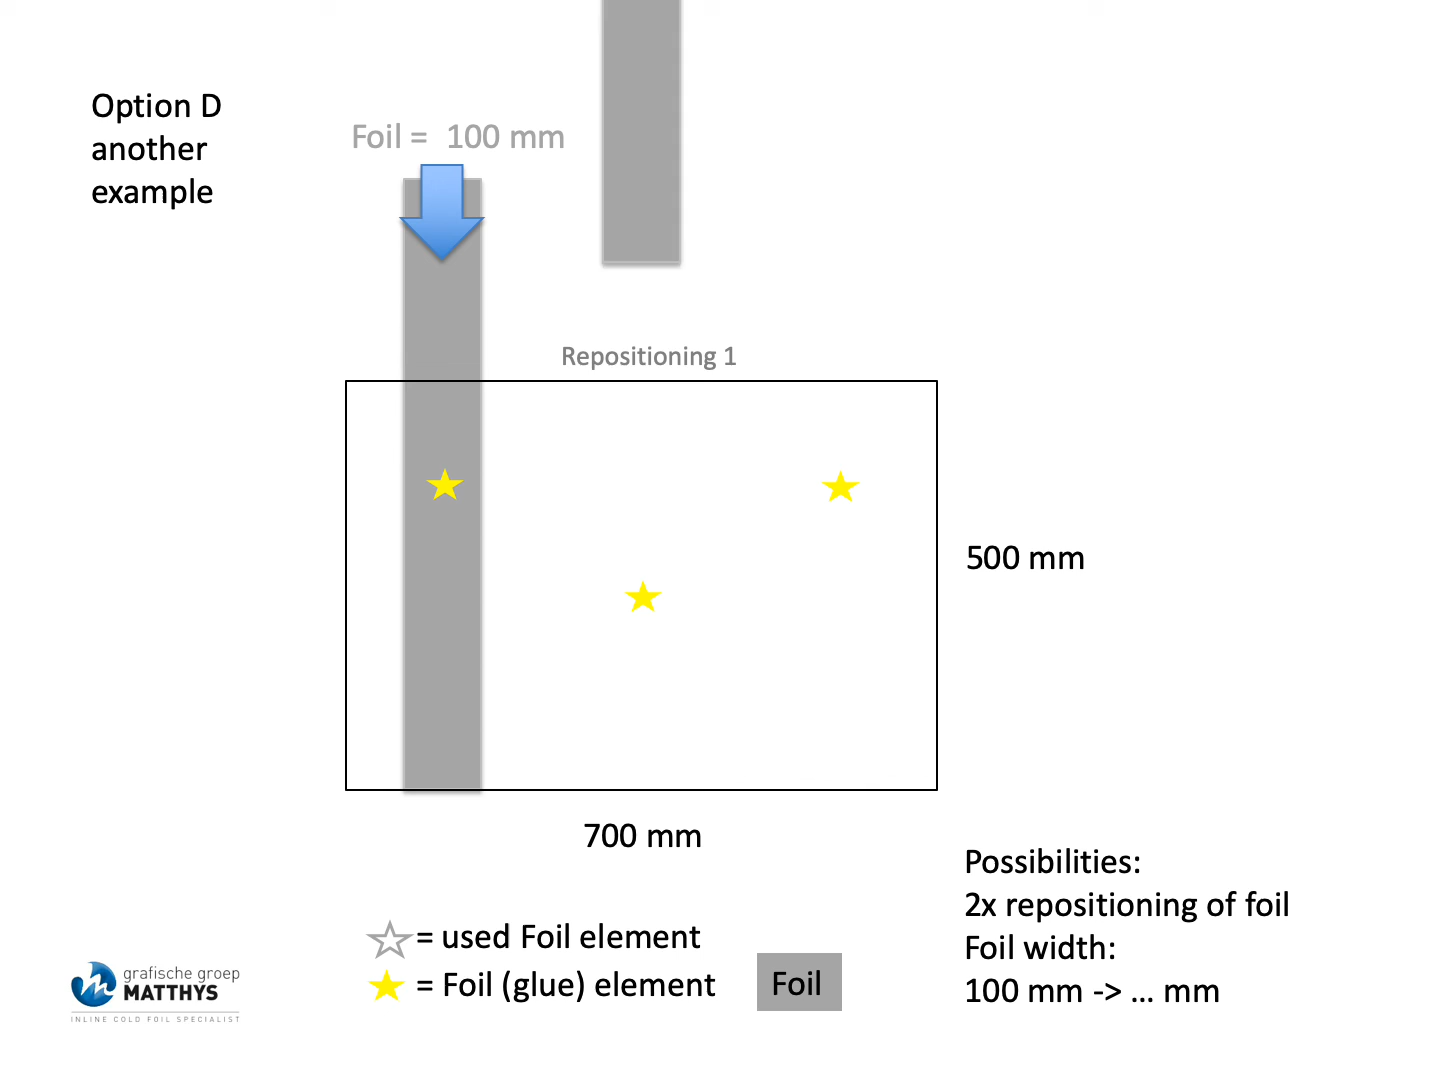 Option D
another
example
Foil =  100 mm
Repositioning 1
500 mm
700 mm
Possibilities:
2x repositioning of foil
Foil width:
100 mm -> ... mm
= used Foil element
= Foil (glue) element
Foil
grafische groep
MATTHYS
INLINE COLD FOIL SPECIALIST